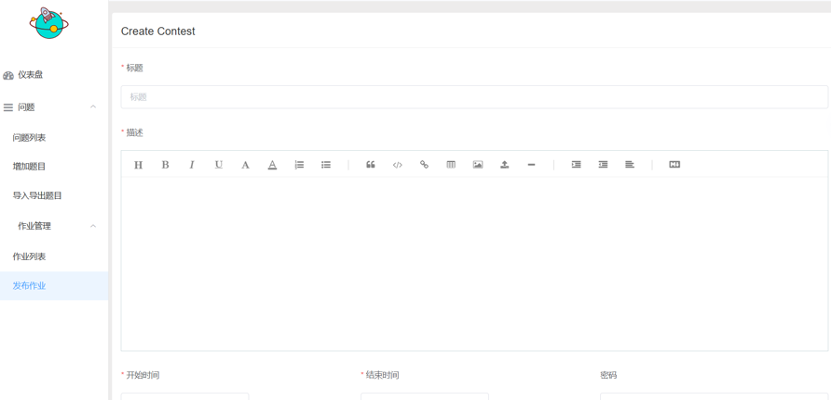 Create Contest
仪表盘
* 标题
标题
问题
* 描述
问题列表
H B I U A A
增加题目
导入导出题目
作业管理
作业列表
发布作业
* 开始时间 * 结束时间 密码